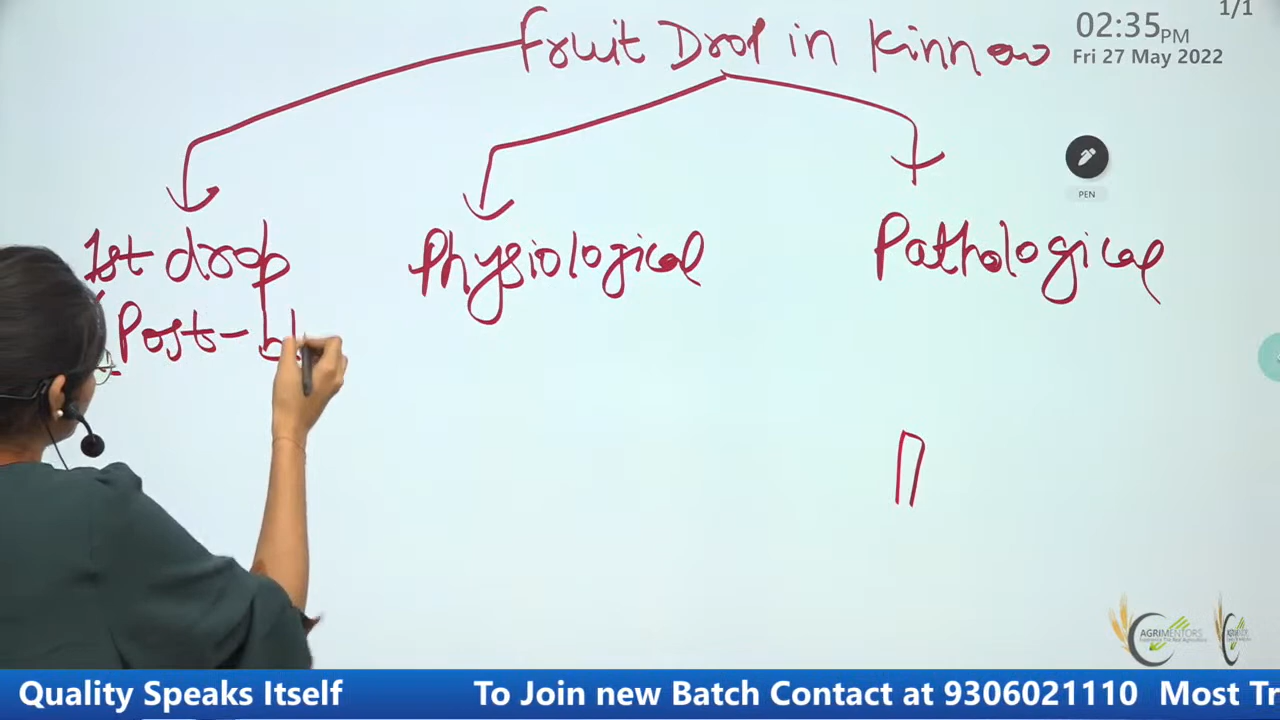 1/1
Fruit Drop in Kinnow
02:35PM
Fri 27 May 2022
PEN
1st drop
Physiological
Pathological
(Post-bl
AGRIMENTORS
Quality Speaks Itself To Join new Batch Contact at 9306021110 Most Tr